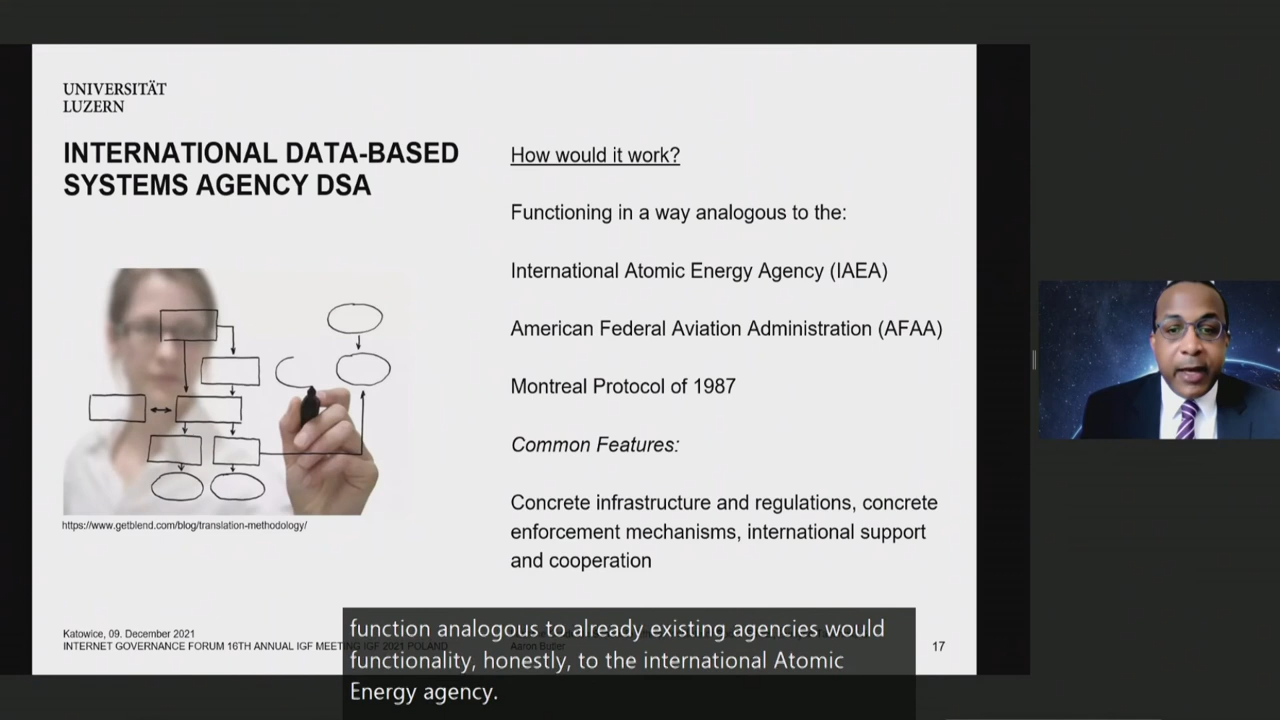 UNIVERSITÄT
LUZERN
INTERNATIONAL DATA-BASED
SYSTEMS AGENCY DSA
https://www.getblend.com/blog/translation-methodology/
How would it work?
Functioning in a way analogous to the:
International Atomic Energy Agency (IAEA)
American Federal Aviation Administration (AFAA)
Montreal Protocol of 1987
Common Features:
Concrete infrastructure and regulations, concrete
enforcement mechanisms, international support
and cooperation
Katowice, 09. December 2021
INTERNET GOVERNANCE FORUM 16TH ANNUAL IGF MEETING IGF 2021 POLAND
17
function analogous to already existing agencies would
functionality, honestly, to the international Atomic
Energy agency.